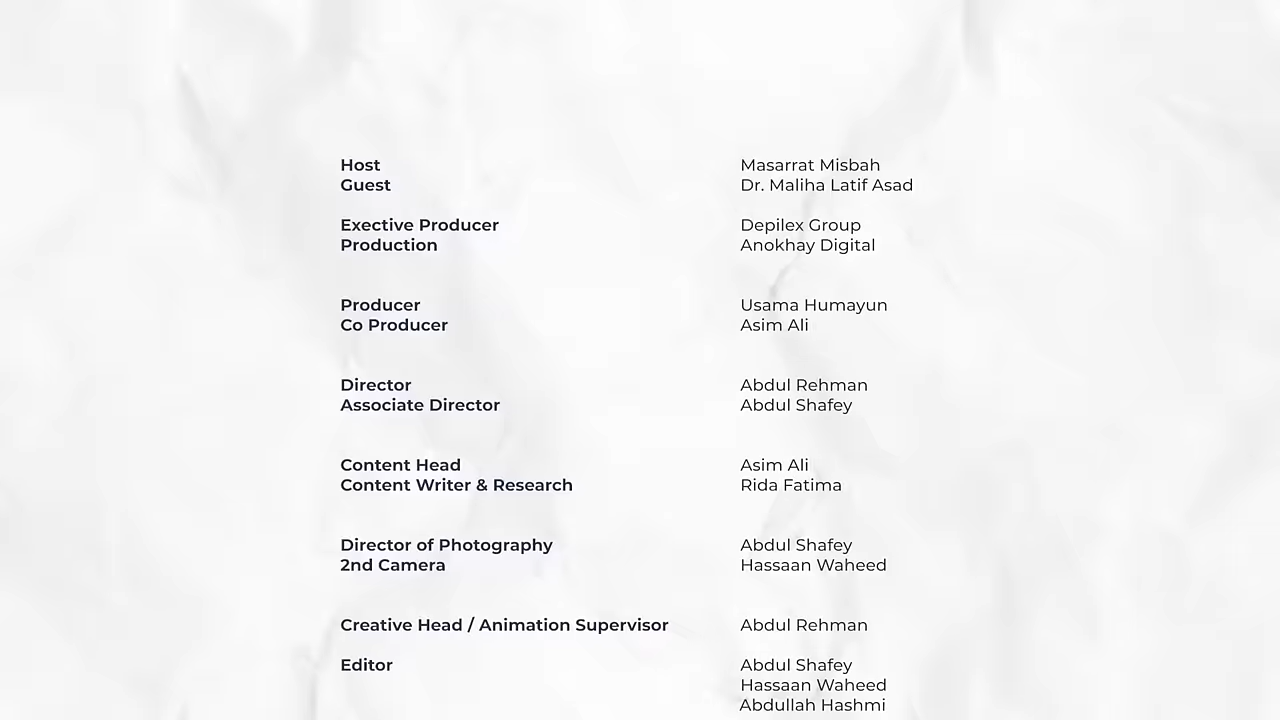 Host Masarrat Misbah
Guest Dr. Maliha Latif Asad
Exective Producer Depilex Group
Production Anokhay Digital
Producer Usama Humayun
Co Producer Asim Ali
Director Abdul Rehman
Associate Director Abdul Shafey
Content Head Asim Ali
Content Writer & Research Rida Fatima
Director of Photography Abdul Shafey
2nd Camera Hassaan Waheed
Creative Head / Animation Supervisor Abdul Rehman
Editor Abdul Shafey
Hassaan Waheed
Abdullah Hashmi